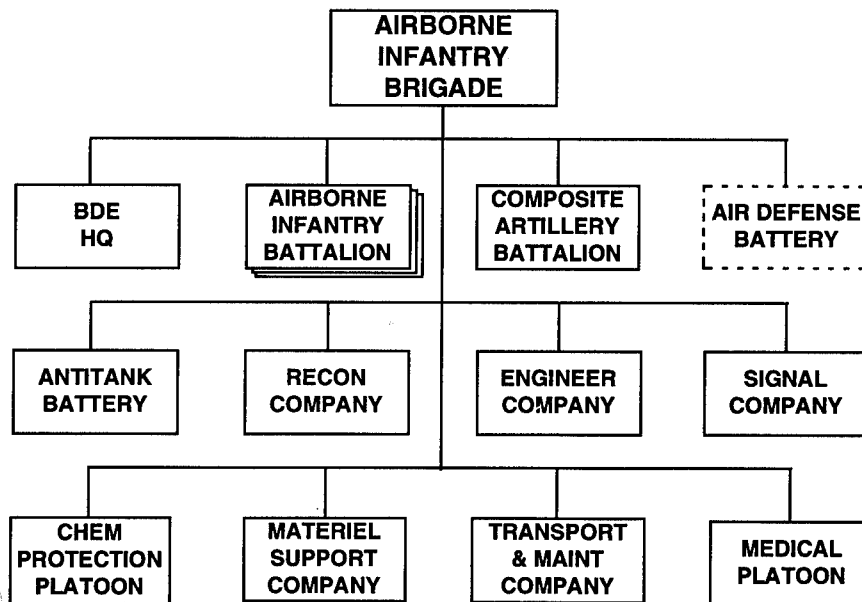 AIRBORNE
INFANTRY
BRIGADE
BDE
HQ
AIRBORNE
INFANTRY
BATTALION
COMPOSITE
ARTILLERY
BATTALION
AIR DEFENSE
BATTERY
ANTITANK
BATTERY
RECON
COMPANY
ENGINEER
COMPANY
SIGNAL
COMPANY
CHEM
PROTECTION
PLATOON
MATERIEL
SUPPORT
COMPANY
TRANSPORT
& MAINT
COMPANY
MEDICAL
PLATOON